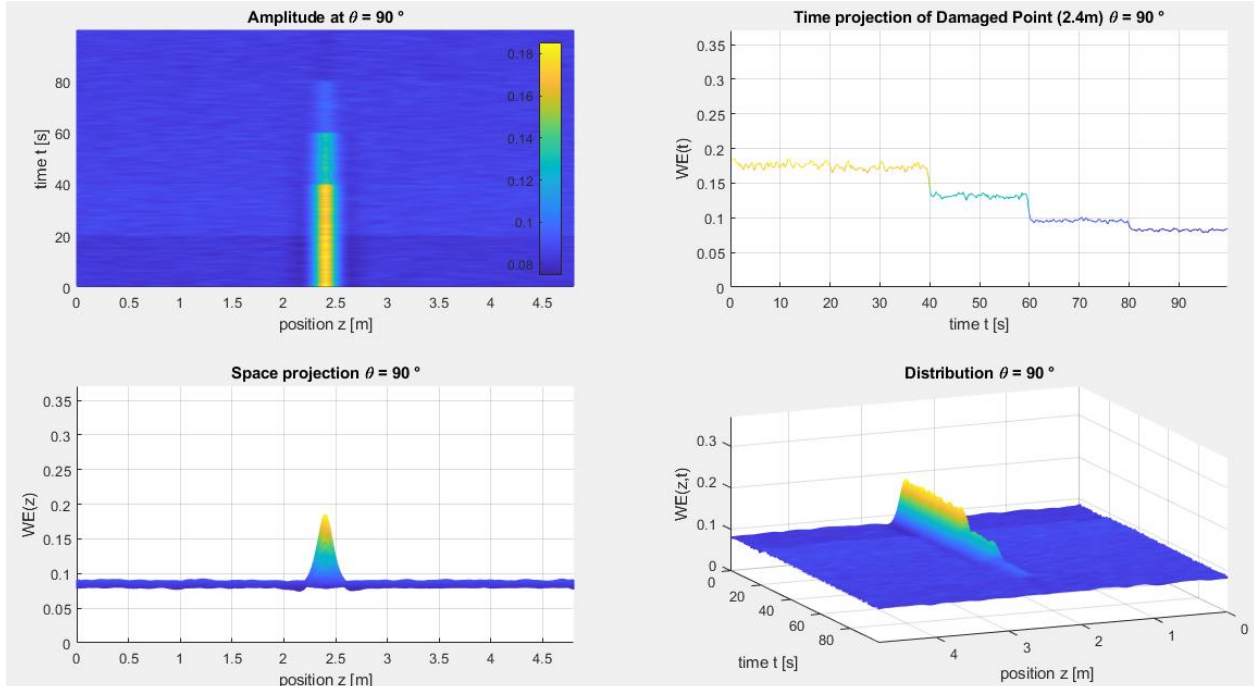 Amplitude at θ = 90 °
time t [s]
80
60
40
20
0
0 0.5 1 1.5 2 2.5 3 3.5 4 4.5
position z [m]
0.18
0.16
0.14
0.12
0.1
0.08
Time projection of Damaged Point (2.4m) θ = 90 °
WE(t)
0.35
0.3
0.25
0.2
0.15
0.1
0.05
0
0 10 20 30 40 50 60 70 80 90
time t [s]
Space projection θ = 90 °
WE(z)
0.35
0.3
0.25
0.2
0.15
0.1
0.05
0
0 0.5 1 1.5 2 2.5 3 3.5 4 4.5
position z [m]
Distribution θ = 90 °
WE(z,t)
0.3
0.2
0.1
0
0
20
40
60
80
time t [s]
4 3 2 1 0
position z [m]